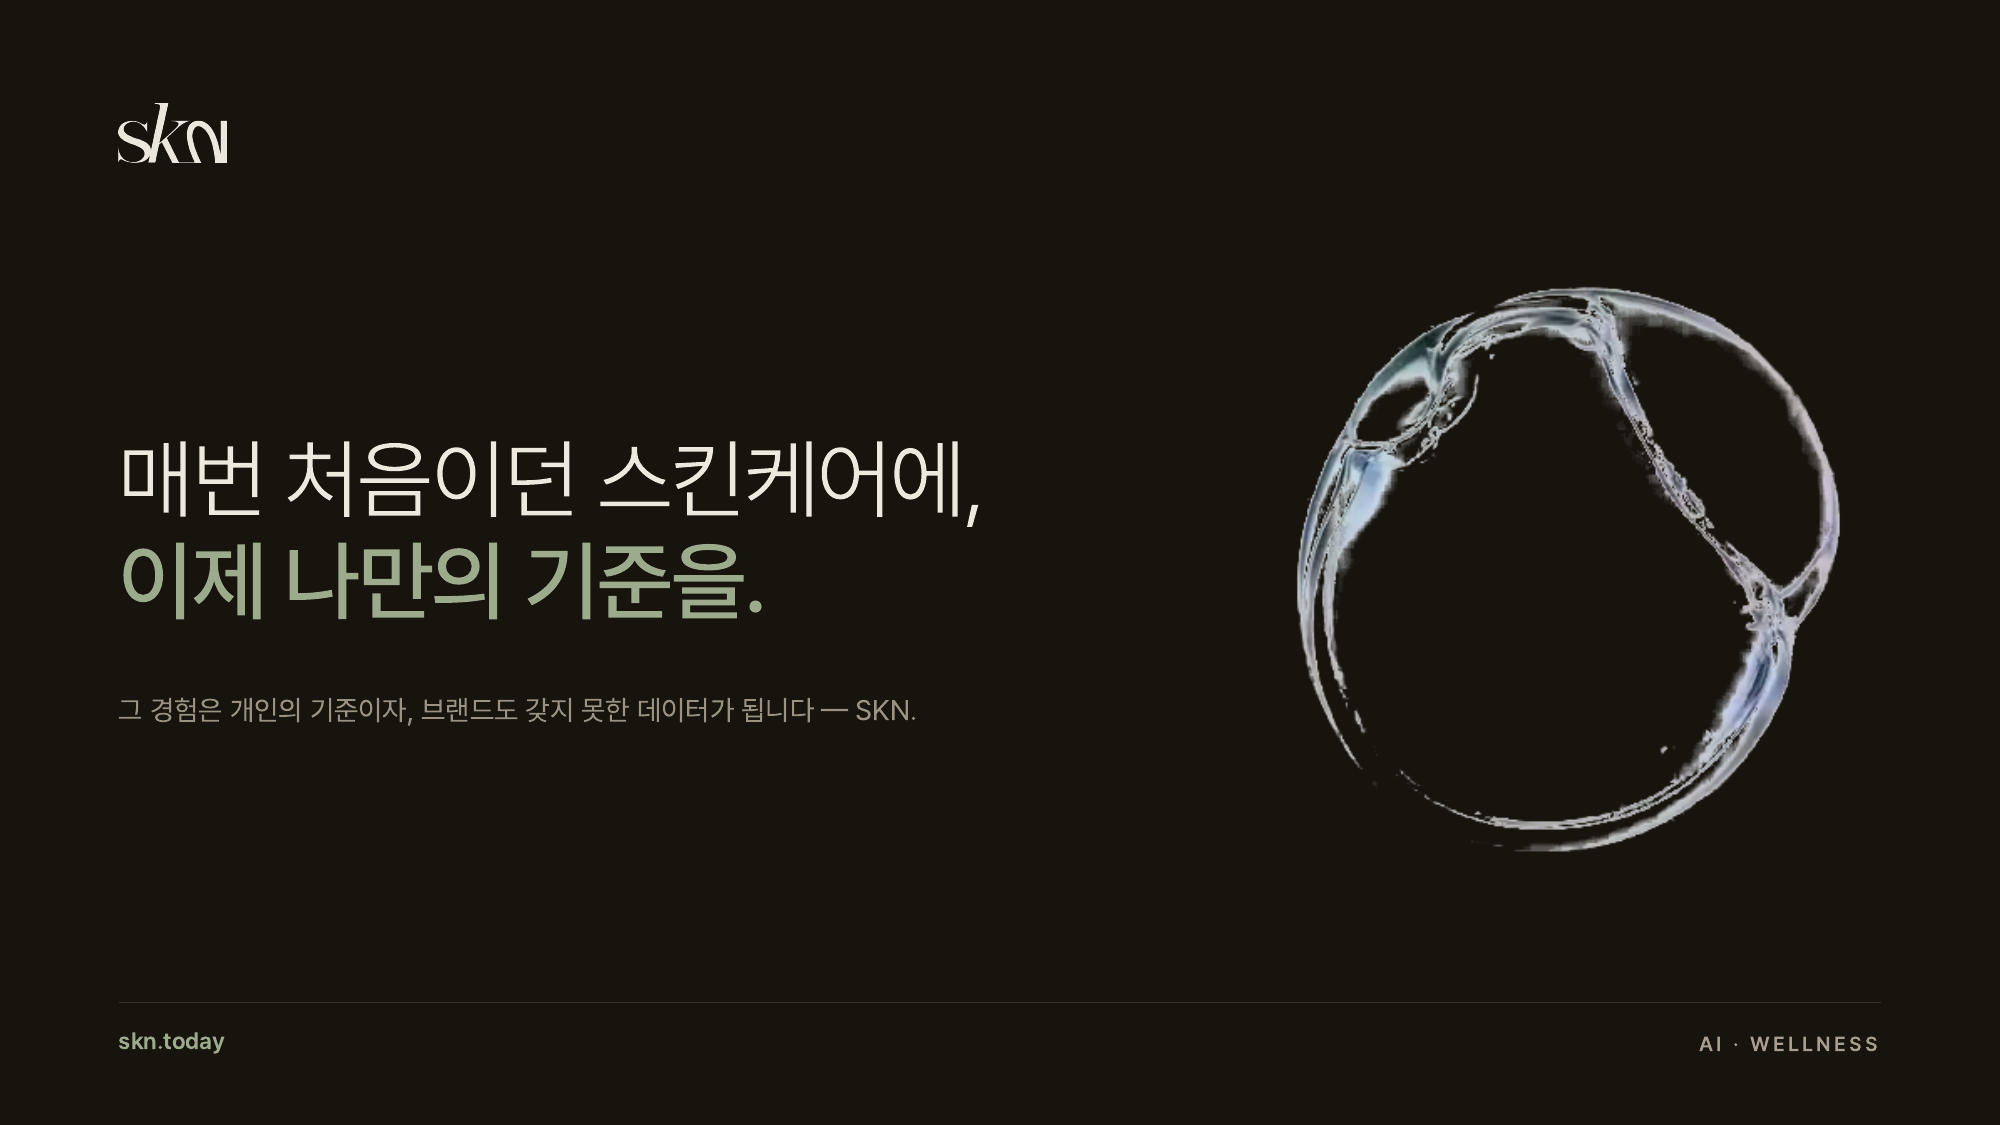 skn
매번 처음이던 스킨케어에,
이제 나만의 기준을.
그 경험은 개인의 기준이자, 브랜드도 갖지 못한 데이터가 됩니다 — SKN.
skn.today
AI · WELLNESS